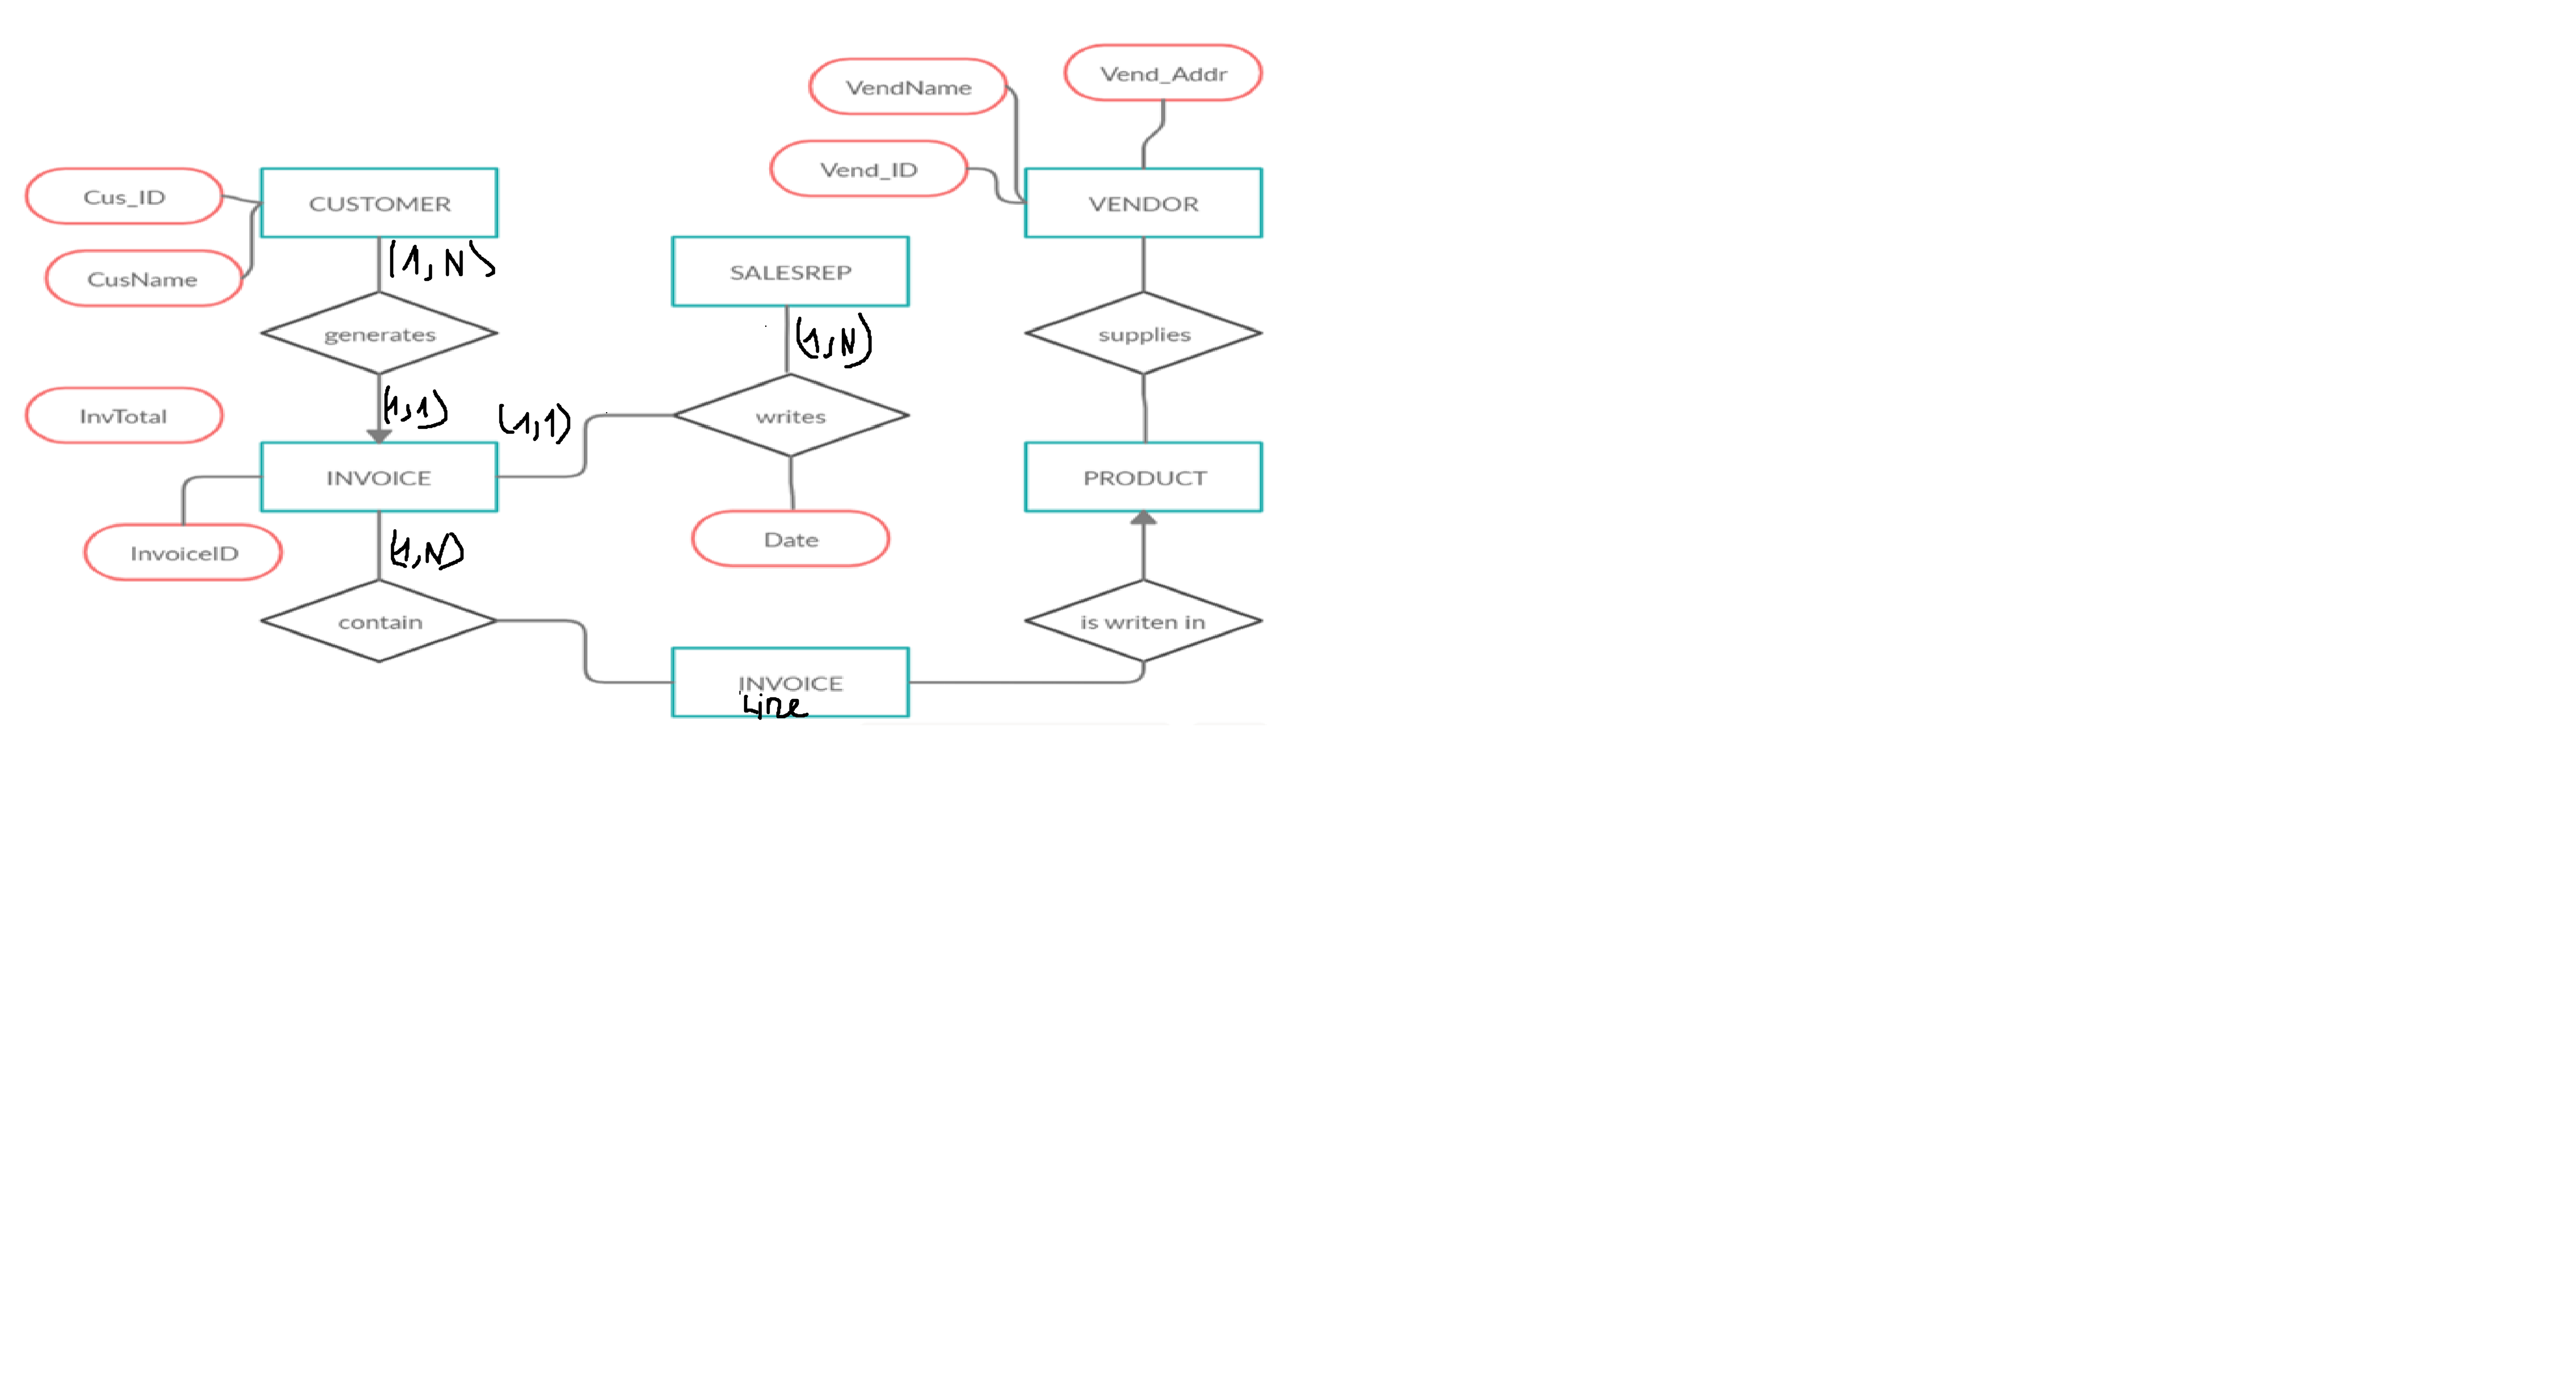 Vend_Addr
VendName
Vend_ID
Cus_ID
CUSTOMER
VENDOR
CusName
(1,N)
SALESREP
generates
(1,N)
supplies
InvTotal
(1,1)
(1,1)
writes
INVOICE
PRODUCT
InvoiceID
(1,N)
Date
contain
is writen in
INVOICE
Line